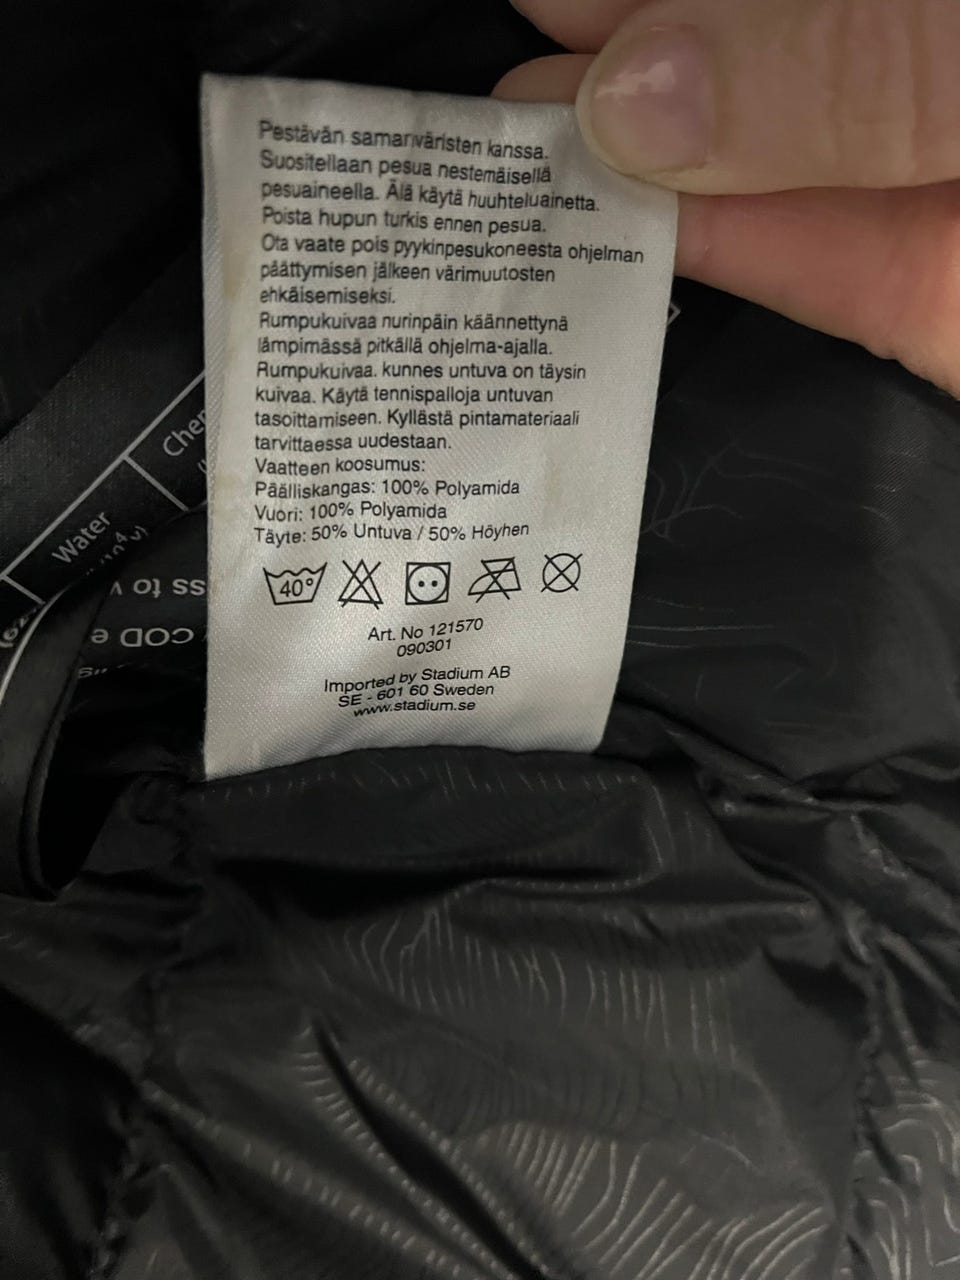 Pestävän samanväristen kanssa.
Suositellaan pesua nestemäisellä
pesuaineella. Älä käytä huuhteluainetta.
Poista hupun turkis ennen pesua.
Ota vaate pois pyykinpesukoneesta ohjelman
päättymisen jälkeen värimuutosten
ehkäisemiseksi.
Rumpukuivaa nurinpäin käännettynä
lämpimässä pitkällä ohjelma-ajalla.
Rumpukuivaa. kunnes untuva on täysin
kuivaa. Käytä tennispalloja untuvan
tasoittamiseen. Kyllästä pintamateriaali
tarvittaessa uudestaan.
Vaatteen koosumus:
Päälliskangas: 100% Polyamida
Vuori: 100% Polyamida
Täyte: 50% Untuva / 50% Höyhen
40°
Art. No 121570
090301
Imported by Stadium AB
SE - 601 60 Sweden
www.stadium.se
Water